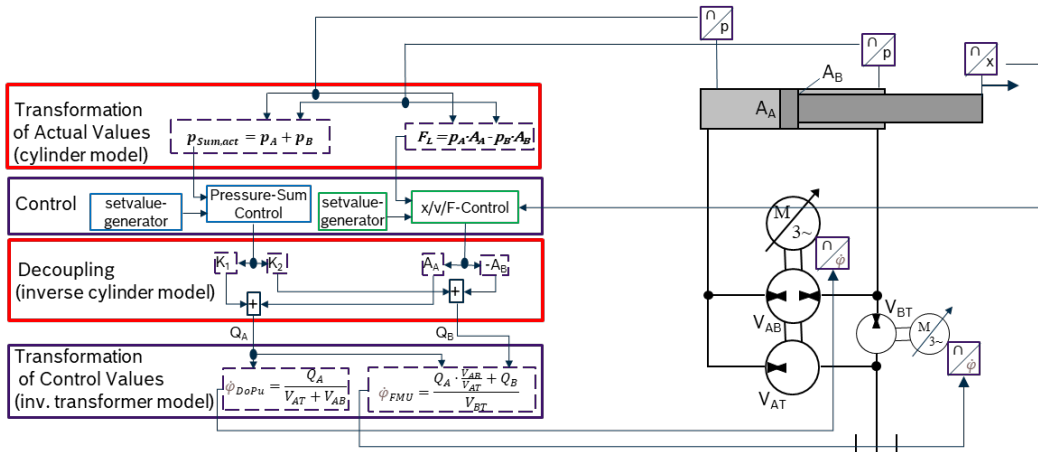 ∩
p
∩
p
∩
x
A_B
A_A
Transformation
of Actual Values
(cylinder model)
p_Sum,act = p_A + p_B
F_L = p_A·A_A - p_B·A_B
Control
setvalue-
generator
Pressure-Sum
Control
setvalue-
generator
x/v/F-Control
Decoupling
(inverse cylinder model)
K_1
K_2
A_A
-A_B
+
+
Q_A
Q_B
Transformation
of Control Values
(inv. transformer model)
φ̇_DoPu = Q_A / (V_AT + V_AB)
φ̇_FMU = (Q_A · V_AB / V_AT + Q_B) / V_BT
M
3~
∩
φ̇
V_AB
V_AT
V_BT
M
3~
∩
φ̇